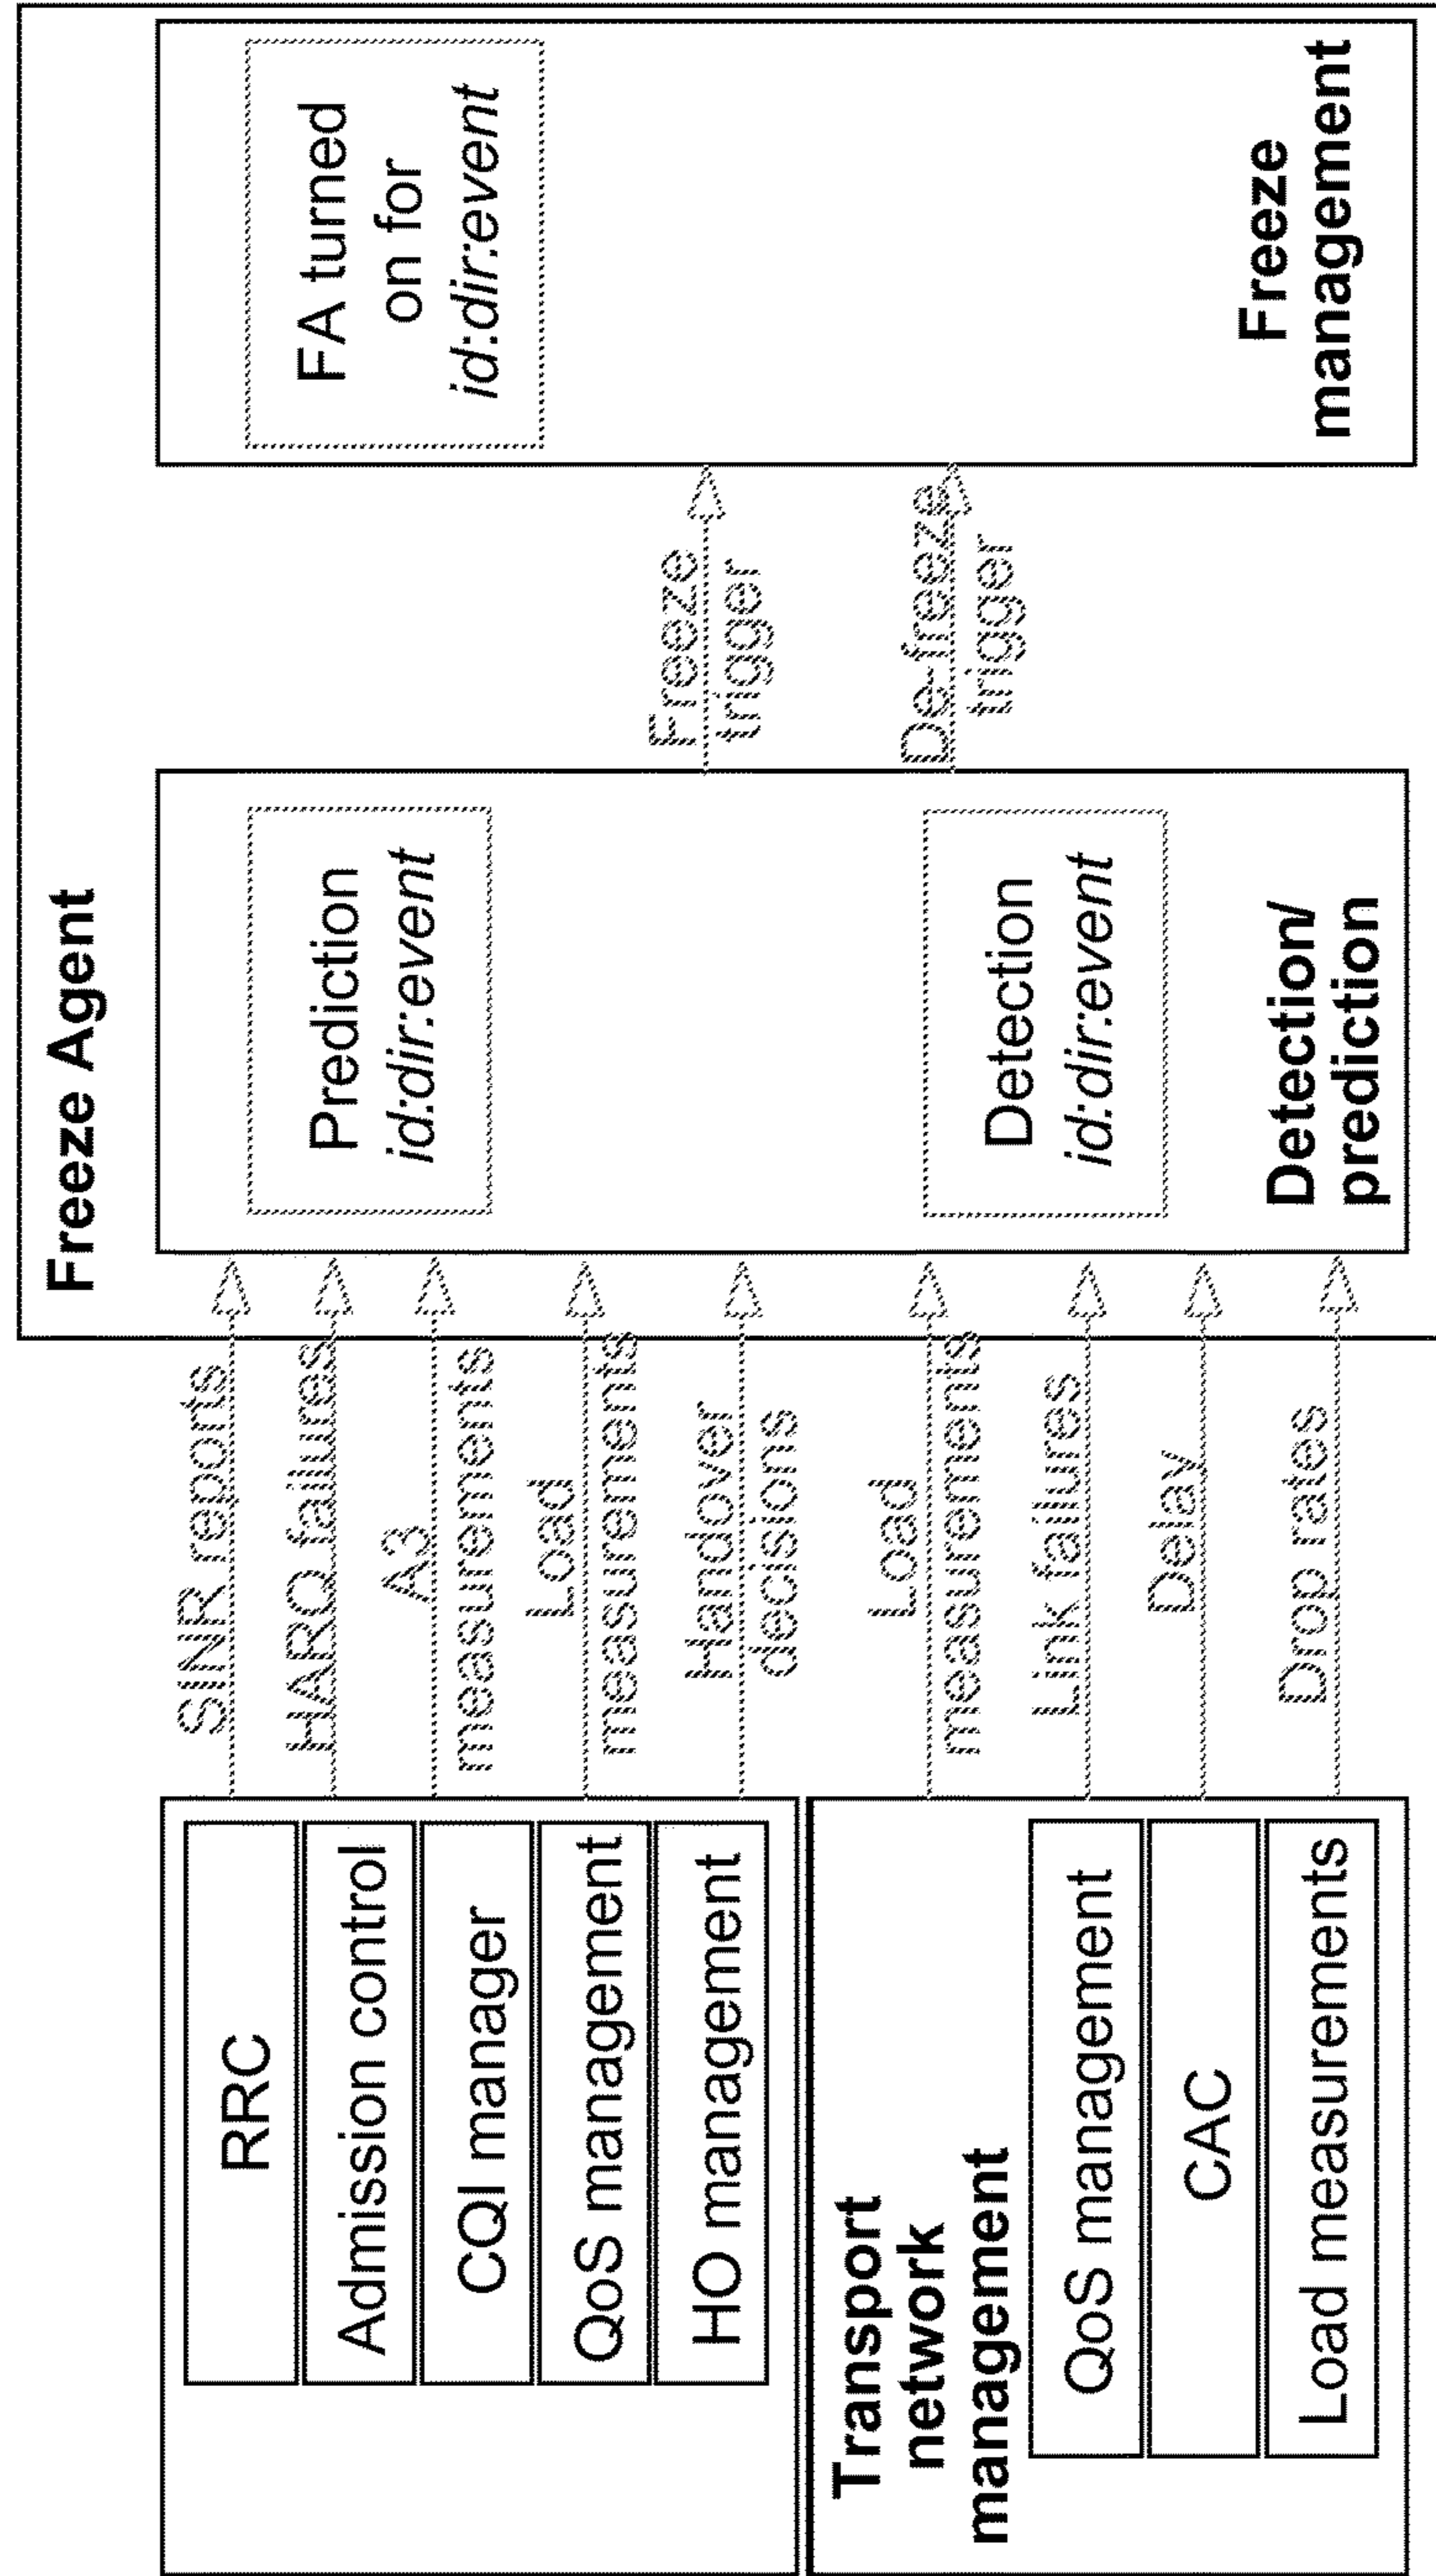 RRC
Admission control
CQI manager
QoS management
HO management
Transport
network
management
QoS management
CAC
Load measurements
SINR reports
HARQ failures
A3
measurements
Load
measurements
Handover
decisions
Load
measurements
Link failures
Delay
Drop rates
Freeze Agent
Prediction
id:dir:event
Detection
id:dir:event
Detection/
prediction
Freeze
trigger
De-freeze
trigger
FA turned
on for
id:dir:event
Freeze
management